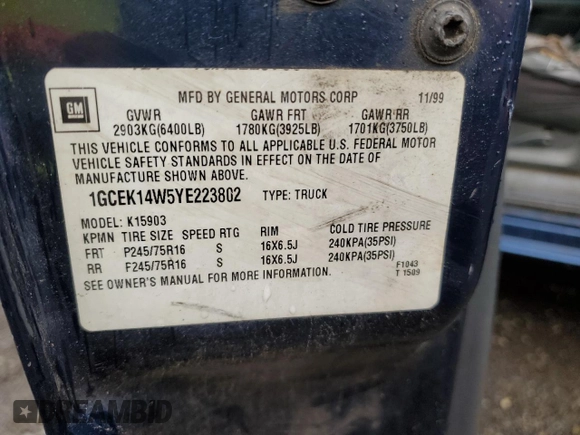 GM
MFD BY GENERAL MOTORS CORP 11/99
GVWR GAWR FRT GAWR RR
2903KG(6400LB) 1780KG(3925LB) 1701KG(3750LB)
THIS VEHICLE CONFORMS TO ALL APPLICABLE U.S. FEDERAL MOTOR
VEHICLE SAFETY STANDARDS IN EFFECT ON THE DATE OF
MANUFACTURE SHOWN ABOVE.
1GCEK14W5YE223802 TYPE: TRUCK
MODEL: K15903
KPMN TIRE SIZE SPEED RTG RIM COLD TIRE PRESSURE
FRT P245/75R16 S 16X6.5J 240KPA(35PSI)
RR P245/75R16 S 16X6.5J 240KPA(35PSI)
SEE OWNER'S MANUAL FOR MORE INFORMATION.
F1043
T 1509
DREAMBID